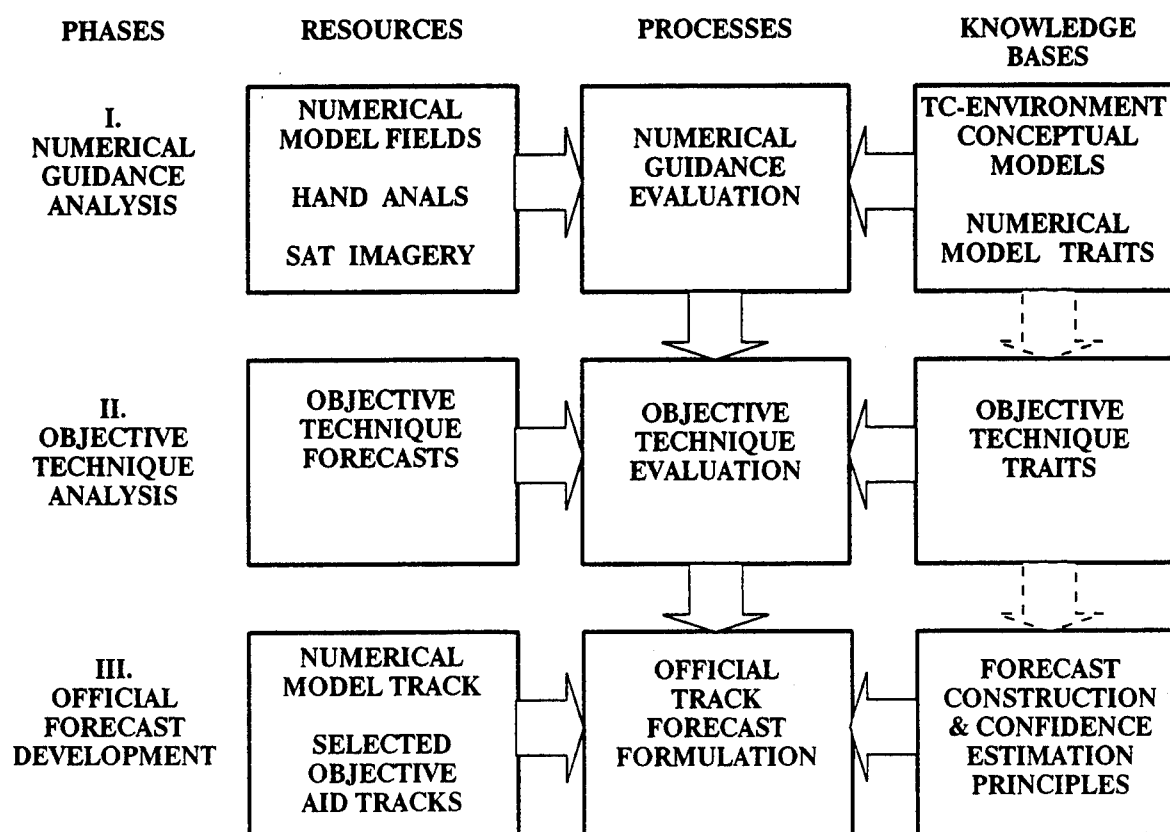 PHASES
RESOURCES
PROCESSES
KNOWLEDGE
BASES
I.
NUMERICAL
GUIDANCE
ANALYSIS
NUMERICAL
MODEL FIELDS
HAND ANALS
SAT IMAGERY
NUMERICAL
GUIDANCE
EVALUATION
TC-ENVIRONMENT
CONCEPTUAL
MODELS
NUMERICAL
MODEL TRAITS
II.
OBJECTIVE
TECHNIQUE
ANALYSIS
OBJECTIVE
TECHNIQUE
FORECASTS
OBJECTIVE
TECHNIQUE
EVALUATION
OBJECTIVE
TECHNIQUE
TRAITS
III.
OFFICIAL
FORECAST
DEVELOPMENT
NUMERICAL
MODEL TRACK
SELECTED
OBJECTIVE
AID TRACKS
OFFICIAL
TRACK
FORECAST
FORMULATION
FORECAST
CONSTRUCTION
& CONFIDENCE
ESTIMATION
PRINCIPLES